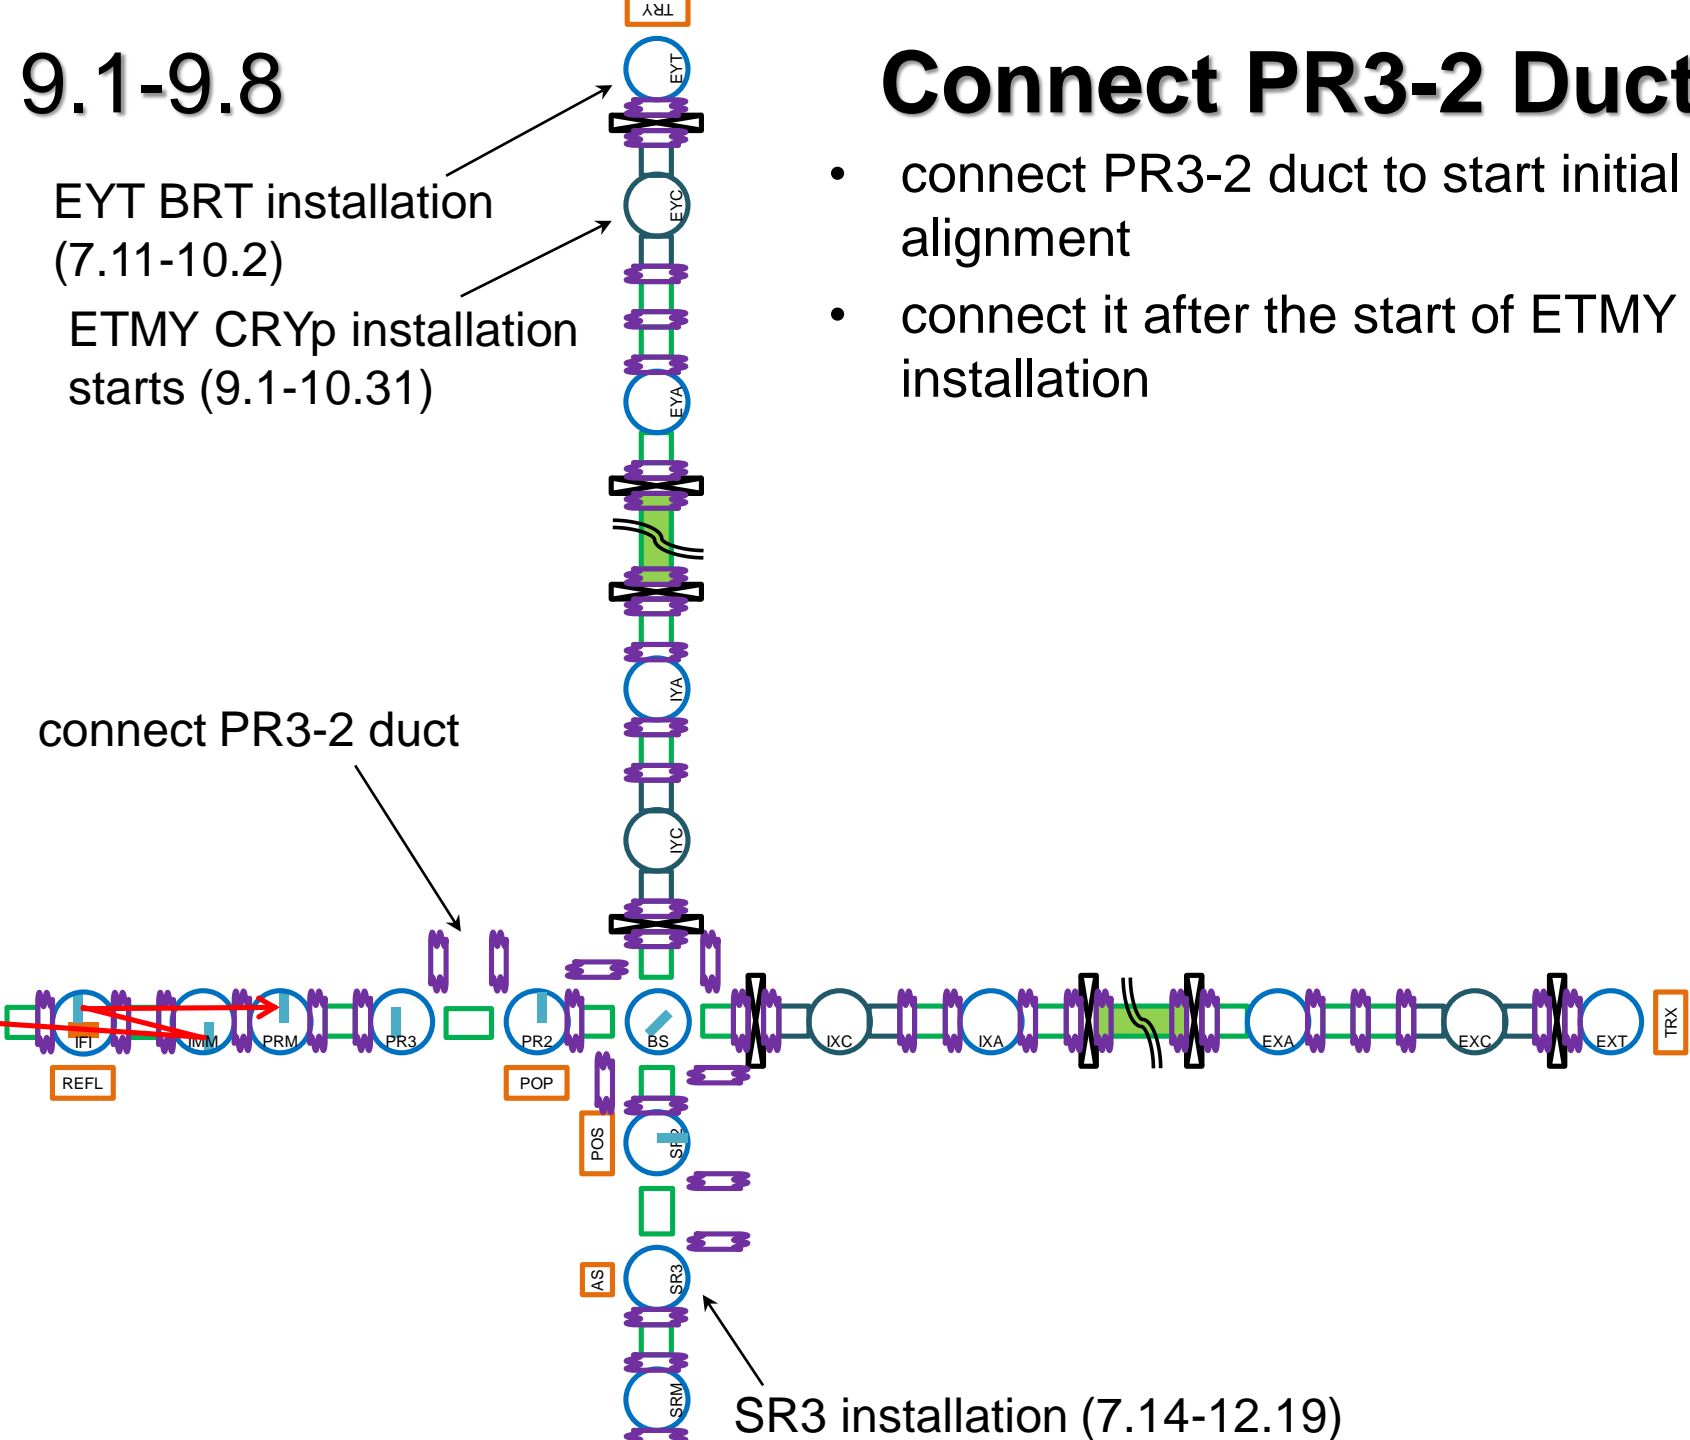 TRY
9.1-9.8
Connect PR3-2 Duct
EYT
EYT BRT installation
(7.11-10.2)
• connect PR3-2 duct to start initial
alignment
EYC
ETMY CRYp installation
starts (9.1-10.31)
• connect it after the start of ETMY
installation
EYA
IYA
connect PR3-2 duct
IYC
IFI
IMM
PRM
PR3
PR2
BS
IXC
IXA
EXA
EXC
EXT
TRX
REFL
POP
POS
SR2
AS
SR3
SRM
SR3 installation (7.14-12.19)